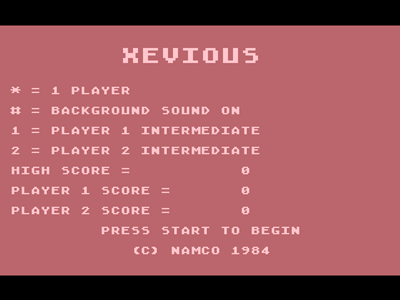 XEVIOUS
* = 1 PLAYER
# = BACKGROUND SOUND ON
1 = PLAYER 1 INTERMEDIATE
2 = PLAYER 2 INTERMEDIATE
HIGH SCORE = 0
PLAYER 1 SCORE = 0
PLAYER 2 SCORE = 0
PRESS START TO BEGIN
(C) NAMCO 1984